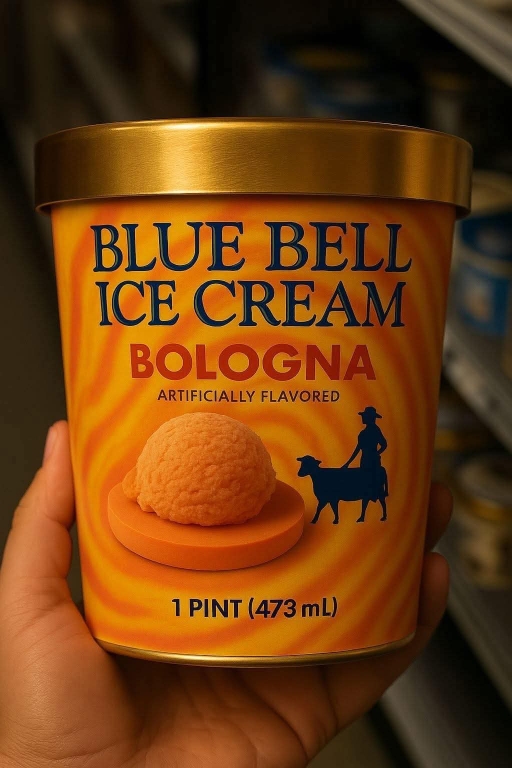 BLUE BELL
ICE CREAM
BOLOGNA
ARTIFICIALLY FLAVORED
1 PINT (473 mL)